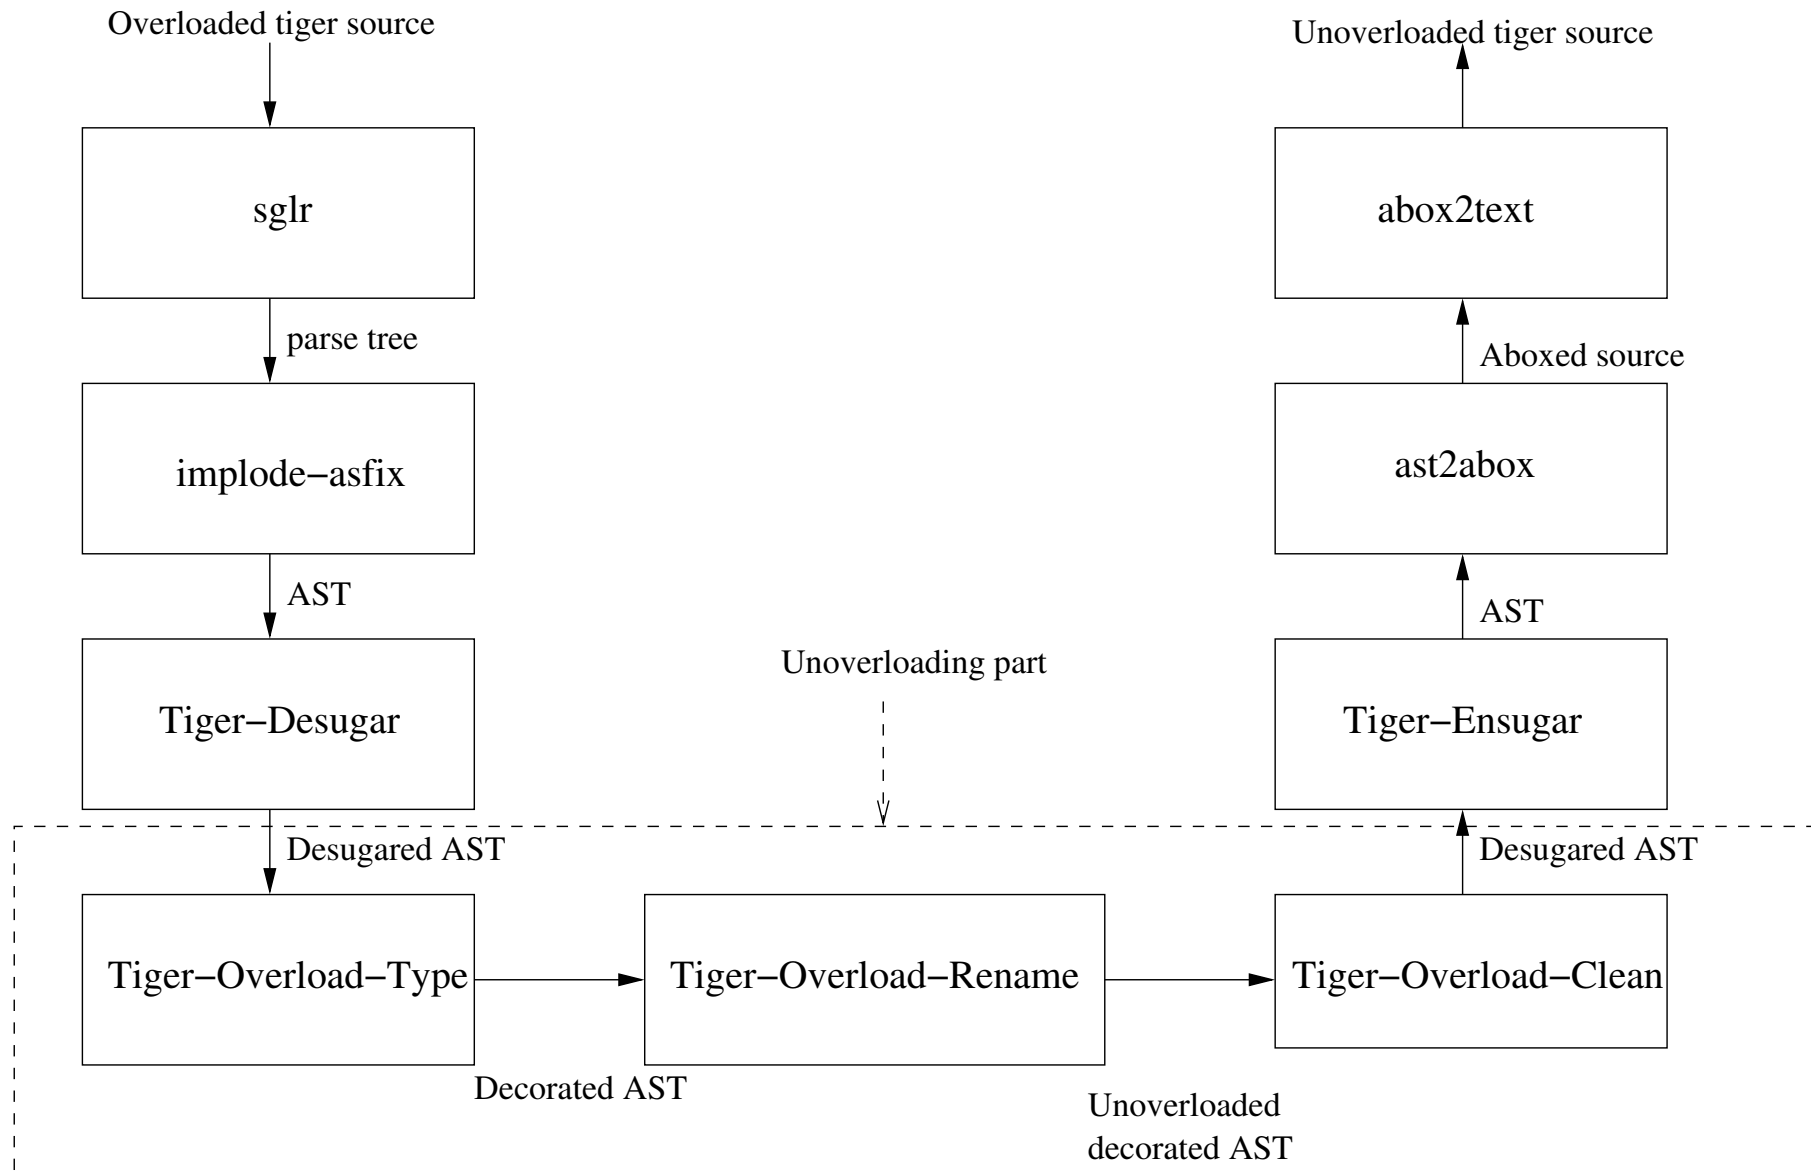 Overloaded tiger source
Unoverloaded tiger source
sglr
abox2text
parse tree
Aboxed source
implode−asfix
ast2abox
AST
AST
Unoverloading part
Tiger−Desugar
Tiger−Ensugar
Desugared AST
Desugared AST
Tiger−Overload−Type
Tiger−Overload−Rename
Tiger−Overload−Clean
Decorated AST
Unoverloaded
decorated AST